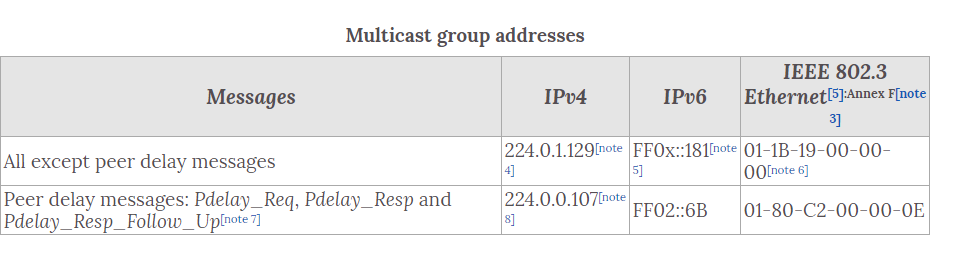 Multicast group addresses
Messages IPv4 IPv6 IEEE 802.3 Ethernet[5]:Annex F[note 3]
All except peer delay messages 224.0.1.129[note 4] FF0x::181[note 5] 01-1B-19-00-00-00[note 6]
Peer delay messages: Pdelay_Req, Pdelay_Resp and Pdelay_Resp_Follow_Up[note 7] 224.0.0.107[note 8] FF02::6B 01-80-C2-00-00-0E